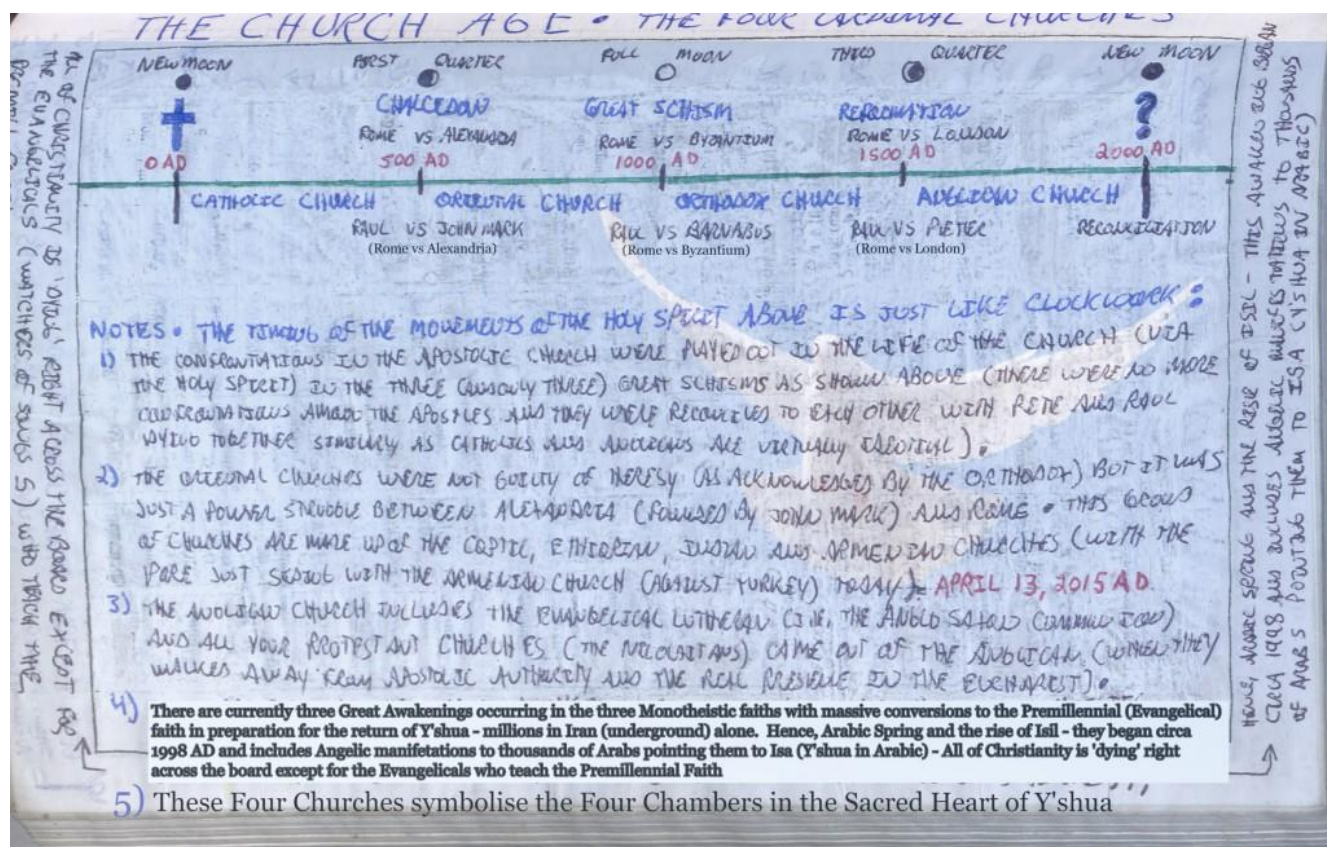 THE CHURCH AGE • THE FOUR CARDINAL CHURCHES
NEW MOON FIRST QUARTER FULL MOON THIRD QUARTER NEW MOON
CHALCEDON GREAT SCHISM REFORMATION ?
ROME VS ALEXANDRIA ROME VS BYZANTIUM ROME VS LONDON
0 AD 500 AD 1000 AD 1500 AD 2000 AD
CATHOLIC CHURCH ORIENTAL CHURCH ORTHODOX CHURCH ANGLICAN CHURCH
PAUL VS JOHN MARK PAUL VS BARNABUS PAUL VS PIETER RECONCILIATION
(Rome vs Alexandria) (Rome vs Byzantium) (Rome vs London)
NOTES • THE TIMING OF THE MOVEMENTS OF THE HOLY SPIRIT ABOVE IS JUST LIKE CLOCKWORK:
1) THE CONFRONTATIONS IN THE APOSTOLIC CHURCH WERE PLAYED OUT IN THE LIFE OF THE CHURCH (VIA
THE HOLY SPIRIT) IN THE THREE (& ONLY THREE) GREAT SCHISMS AS SHOWN ABOVE (THERE WERE NO MORE
CONFRONTATIONS AMONG THE APOSTLES AND THEY WERE RECONCILED TO EACH OTHER WITH PETE AND PAUL
DYING TOGETHER SIMILARLY AS CATHOLICS AND ANGLICANS ARE VIRTUALLY IDENTICAL).
2) THE ORIENTAL CHURCHES WERE NOT GUILTY OF HERESY (AS ACKNOWLEDGED BY THE ORTHODOX) BUT IT WAS
JUST A POWER STRUGGLE BETWEEN ALEXANDRIA (FOUNDED BY JOHN MARK) AND ROME • THIS GROUP
OF CHURCHES ARE MADE UP OF THE COPTIC, ETHIOPIAN, INDIAN AND ARMENIAN CHURCHES (WITH THE
POPE JUST SIDING WITH THE ARMENIAN CHURCH (AGAINST TURKEY) TODAY) = APRIL 13, 2015 AD
3) THE ANGLICAN CHURCH INCLUDES THE EVANGELICAL LUTHERAN (I.E. THE ANGLO SAXON COMMUNION)
AND ALL YOUR PROTESTANT CHURCHES (THE NICOLAITANS) CAME OUT OF THE ANGLICAN (WHEN THEY
WALKED AWAY FROM APOSTOLIC AUTHORITY AND THE REAL PRESENCE IN THE EUCHARIST).
4) There are currently three Great Awakenings occurring in the three Monotheistic faiths with massive conversions to the Premillennial (Evangelical)
faith in preparation for the return of Y'shua - millions in Iran (underground) alone. Hence, Arabic Spring and the rise of Isil - they began circa
1998 AD and includes Angelic manifetations to thousands of Arabs pointing them to Isa (Y'shua in Arabic) - All of Christianity is 'dying' right
across the board except for the Evangelicals who teach the Premillennial Faith
5) These Four Churches symbolise the Four Chambers in the Sacred Heart of Y'shua
ALL OF CHRISTIANITY IS 'DYING' RIGHT ACROSS THE BOARD EXCEPT FOR
THE EVANGELICALS (WATCHERS OF SONGS 5) WHO TEACH THE
HENCE, ARABIC SPRING AND THE RISE OF ISIL - THIS AWAKENING BEGAN
CIRCA 1998 AND INCLUDES ANGELIC MANIFESTATIONS TO THOUSANDS
OF ARABS POINTING THEM TO ISA (Y'SHUA IN ARABIC)